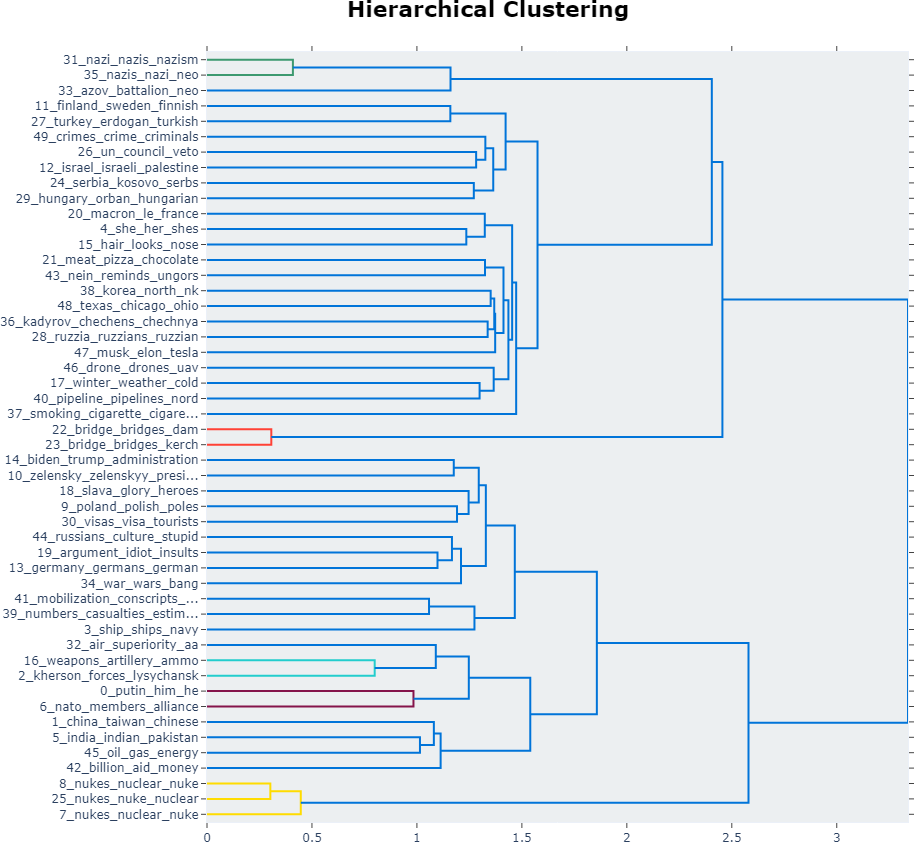 Hierarchical Clustering
31_nazi_nazis_nazism
35_nazis_nazi_neo
33_azov_battalion_neo
11_finland_sweden_finnish
27_turkey_erdogan_turkish
49_crimes_crime_criminals
26_un_council_veto
12_israel_israeli_palestine
24_serbia_kosovo_serbs
29_hungary_orban_hungarian
20_macron_le_france
4_she_her_shes
15_hair_looks_nose
21_meat_pizza_chocolate
43_nein_reminds_ungors
38_korea_north_nk
48_texas_chicago_ohio
36_kadyrov_chechens_chechnya
28_ruzzia_ruzzians_ruzzian
47_musk_elon_tesla
46_drone_drones_uav
17_winter_weather_cold
40_pipeline_pipelines_nord
37_smoking_cigarette_cigare...
22_bridge_bridges_dam
23_bridge_bridges_kerch
14_biden_trump_administration
10_zelensky_zelenskyy_presi...
18_slava_glory_heroes
9_poland_polish_poles
30_visas_visa_tourists
44_russians_culture_stupid
19_argument_idiot_insults
13_germany_germans_german
34_war_wars_bang
41_mobilization_conscripts_...
39_numbers_casualties_estim...
3_ship_ships_navy
32_air_superiority_aa
16_weapons_artillery_ammo
2_kherson_forces_lysychansk
0_putin_him_he
6_nato_members_alliance
1_china_taiwan_chinese
5_india_indian_pakistan
45_oil_gas_energy
42_billion_aid_money
8_nukes_nuclear_nuke
25_nukes_nuke_nuclear
7_nukes_nuclear_nuke
0 0.5 1 1.5 2 2.5 3